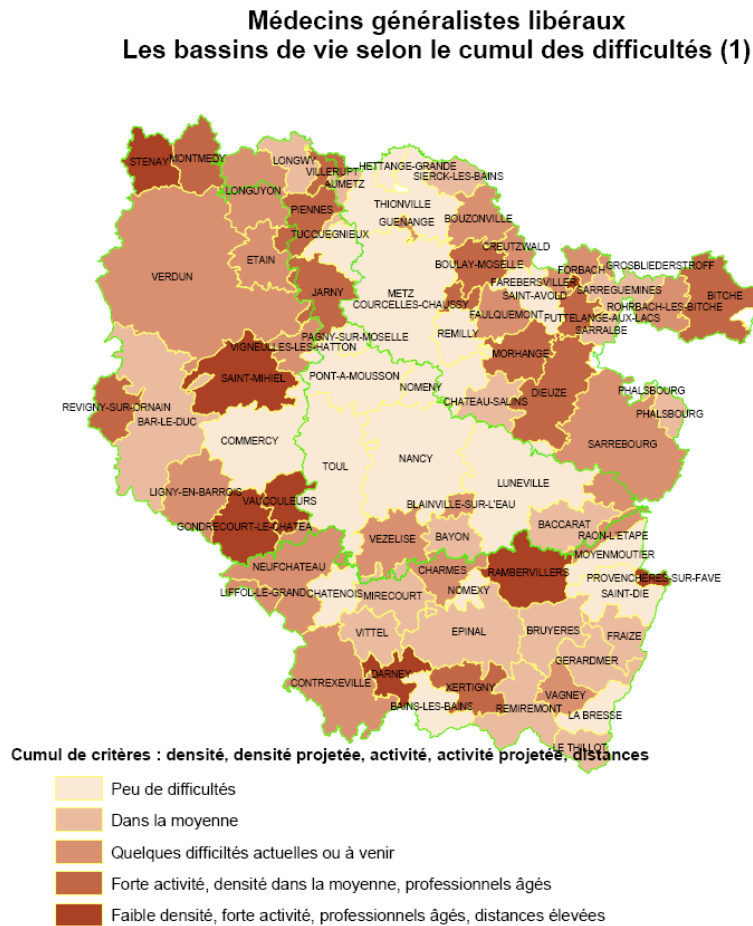 Médecins généralistes libéraux
Les bassins de vie selon le cumul des difficultés (1)
STENAY
MONTMEDY
LONGWY
HETTANGE-GRANDE
VILLERUPT
SIERCK-LES-BAINS
AUMETZ
LONGUYON
THIONVILLE
PIENNES
GUENANGE
BOUZONVILLE
TUCQUEGNIEUX
CREUTZWALD
ETAIN
BOULAY-MOSELLE
FORBACH
GROSBLIEDERSTROFF
VERDUN
FAREBERSVILLER
JARNY
METZ
SAINT-AVOLD
SARREGUEMINES
BITCHE
COURCELLES-CHAUSSY
ROHRBACH-LES-BITCHE
FAULQUEMONT
PUTTELANGE-AUX-LACS
PAGNY-SUR-MOSELLE
REMILLY
SARRALBE
VIGNEULLES-LES-HATTON
MORHANGE
SAINT-MIHIEL
PONT-A-MOUSSON
NOMENY
PHALSBOURG
DIEUZE
REVIGNY-SUR-ORNAIN
CHATEAU-SALINS
PHALSBOURG
BAR-LE-DUC
COMMERCY
SARREBOURG
TOUL
NANCY
LUNEVILLE
LIGNY-EN-BARROIS
VAUCOULEURS
BLAINVILLE-SUR-L'EAU
GONDRECOURT-LE-CHATEA
BACCARAT
VEZELISE
BAYON
RAON-L'ETAPE
MOYENMOUTIER
NEUFCHATEAU
CHARMES
RAMBERVILLERS
PROVENCHERES-SUR-FAVE
LIFFOL-LE-GRAND
CHATENOIS
MIRECOURT
NOMEXY
SAINT-DIE
VITTEL
EPINAL
BRUYERES
FRAIZE
GERARDMER
CONTREXEVILLE
DARNEY
XERTIGNY
VAGNEY
BAINS-LES-BAINS
REMIREMONT
LA BRESSE
LE THILLOT
Cumul de critères : densité, densité projetée, activité, activité projetée, distances
Peu de difficultés
Dans la moyenne
Quelques difficiltés actuelles ou à venir
Forte activité, densité dans la moyenne, professionnels âgés
Faible densité, forte activité, professionnels âgés, distances élevées